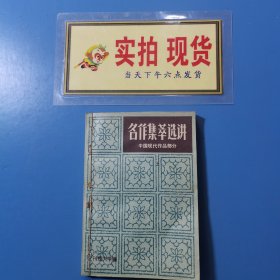 实拍 现货
当天下午六点发货
名作集萃选讲
中国现代作品部分